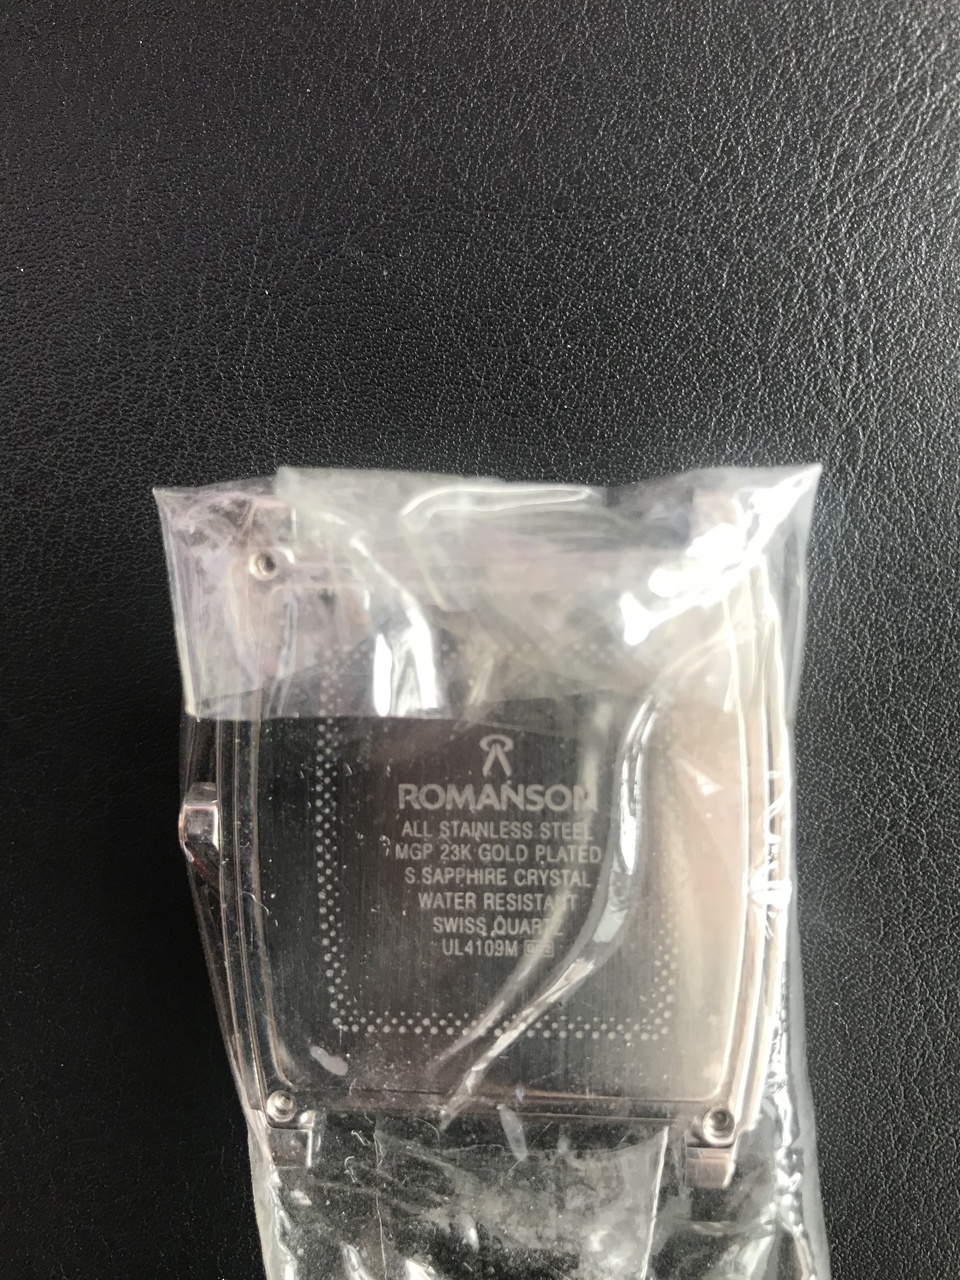 ROMANSON
ALL STAINLESS STEEL
MGP 23K GOLD PLATED
S.SAPPHIRE CRYSTAL
WATER RESISTANT
SWISS QUARTZ
UL4109M